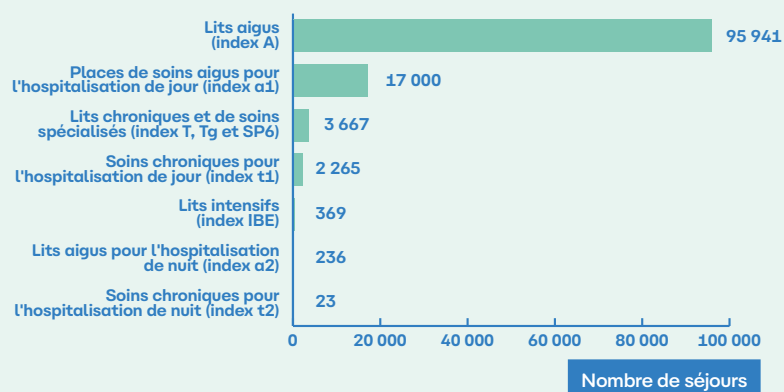 Lits aigus
(index A)
95 941
Places de soins aigus pour
l'hospitalisation de jour (index a1)
17 000
Lits chroniques et de soins
spécialisés (index T, Tg et SP6)
3 667
Soins chroniques pour
l'hospitalisation de jour (index t1)
2 265
Lits intensifs
(index IBE)
369
Lits aigus pour l'hospitalisation
de nuit (index a2)
236
Soins chroniques pour
l'hospitalisation de nuit (index t2)
23
0 20 000 40 000 60 000 80 000 100 000
Nombre de séjours